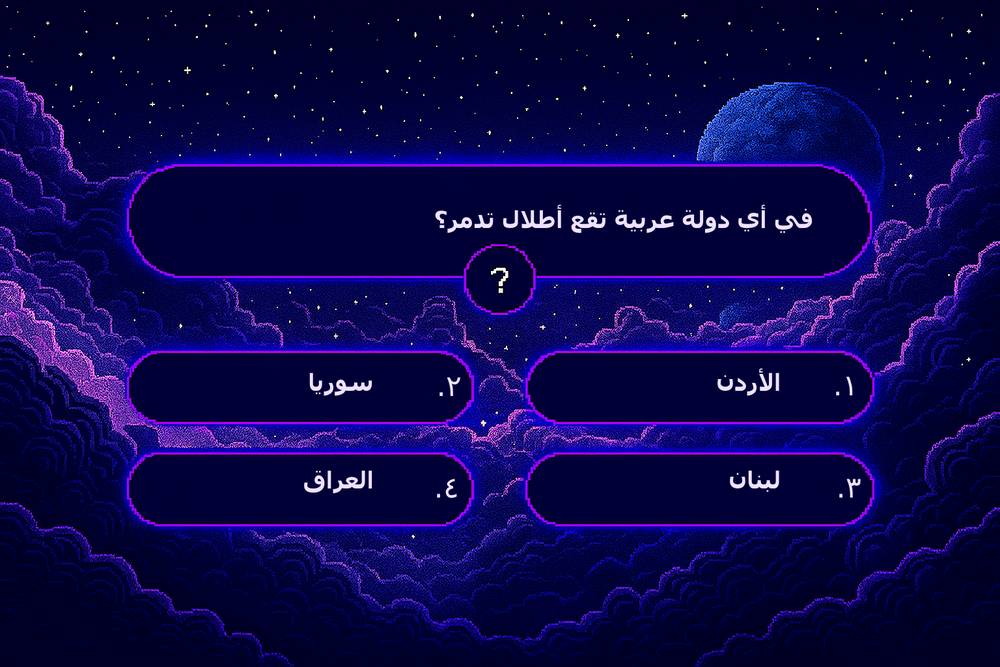 في أي دولة عربية تقع أطلال تدمر؟
?
١. الأردن
٢. سوريا
٣. لبنان
٤. العراق